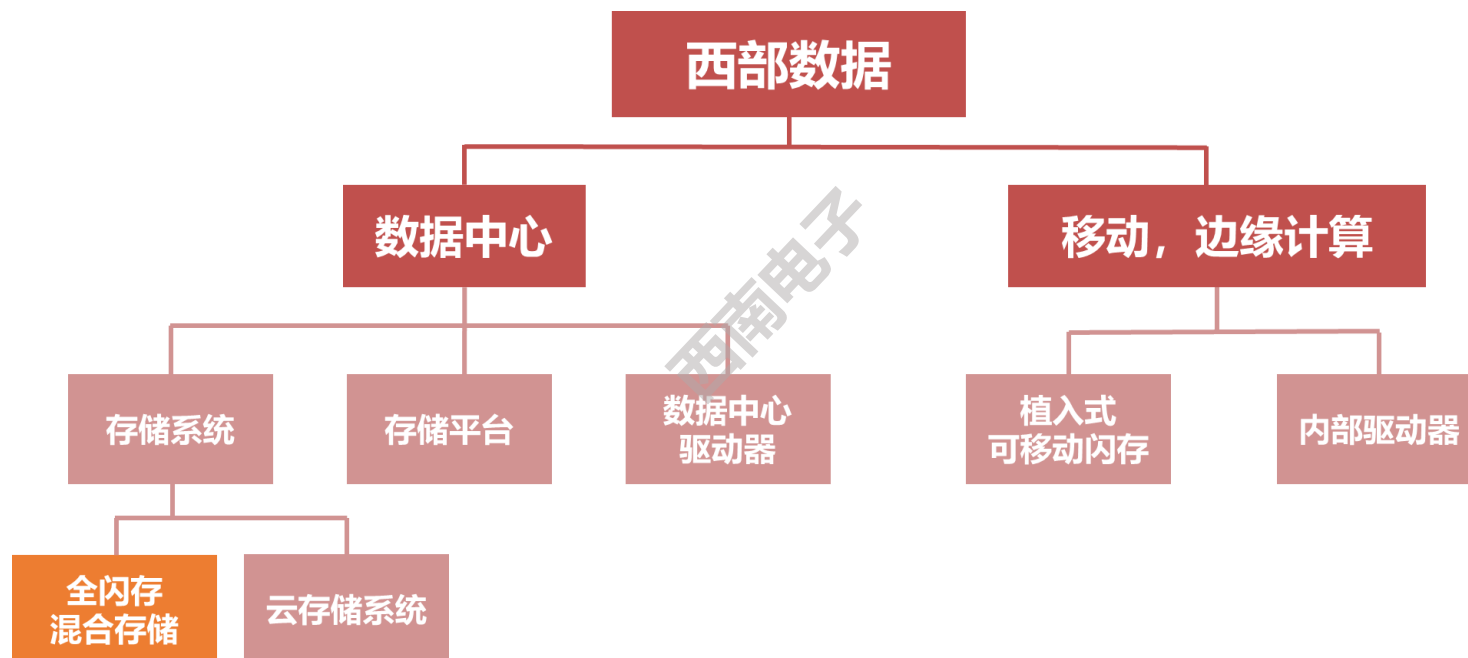 西部数据
数据中心
移动，边缘计算
西南电子
存储系统
存储平台
数据中心
驱动器
植入式
可移动闪存
内部驱动器
全闪存
混合存储
云存储系统